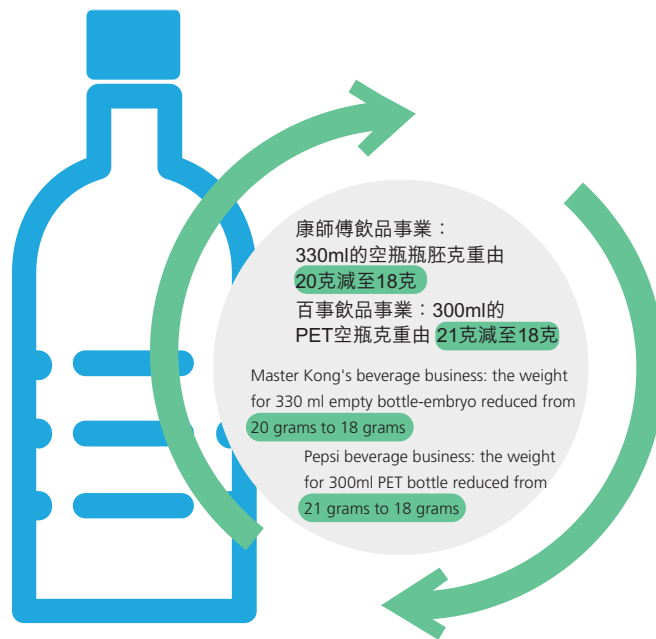 康師傅飲品事業：
330ml的空瓶瓶胚克重由
20克減至18克
百事飲品事業：300ml的
PET空瓶克重由 21克減至18克
Master Kong's beverage business: the weight
for 330 ml empty bottle-embryo reduced from
20 grams to 18 grams
Pepsi beverage business: the weight
for 300ml PET bottle reduced from
21 grams to 18 grams